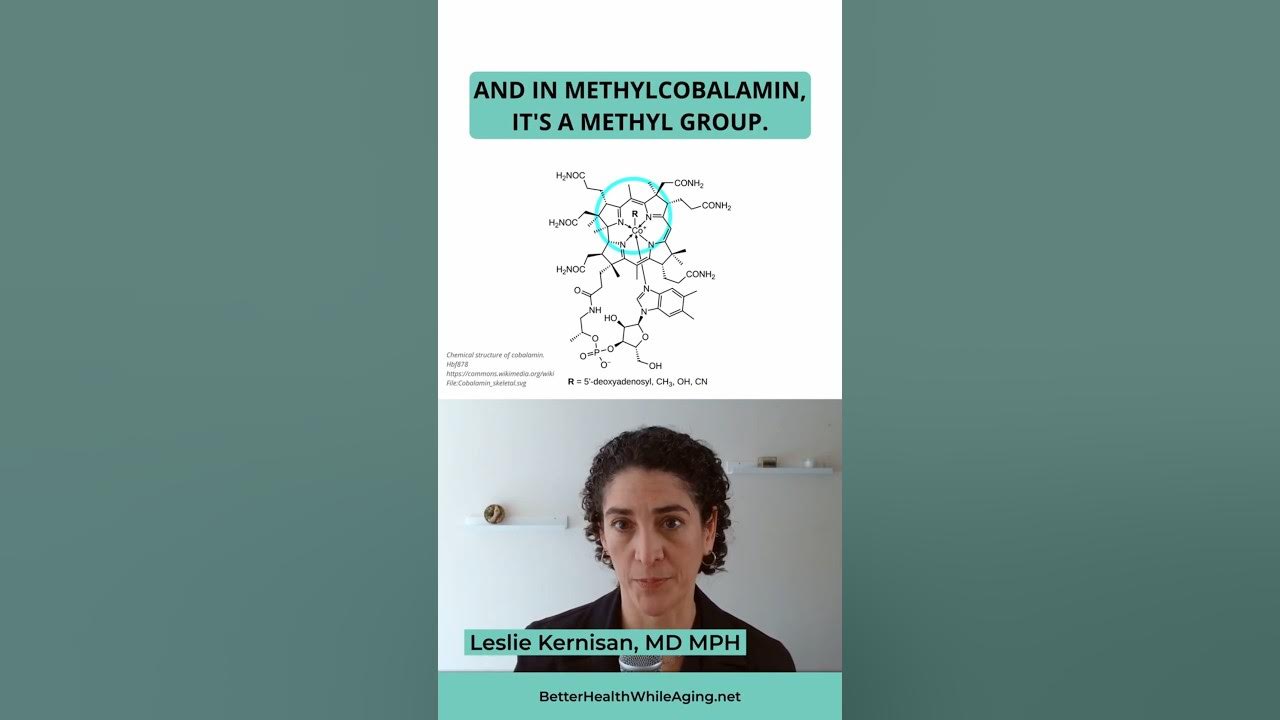 AND IN METHYLCOBALAMIN,
IT'S A METHYL GROUP.
H₂NOC
CONH₂
CONH₂
H₂NOC
R
N
N
Co⁺
N
N
H₂NOC
CONH₂
O
N
NH
N
HO
O
O
O
P
O
O⁻
OH
Chemical structure of cobalamin.
Hbf878
https://commons.wikimedia.org/wiki
File:Cobalamin_skeletal.svg
R = 5'-deoxyadenosyl, CH₃, OH, CN
Leslie Kernisan, MD MPH
BetterHealthWhileAging.net